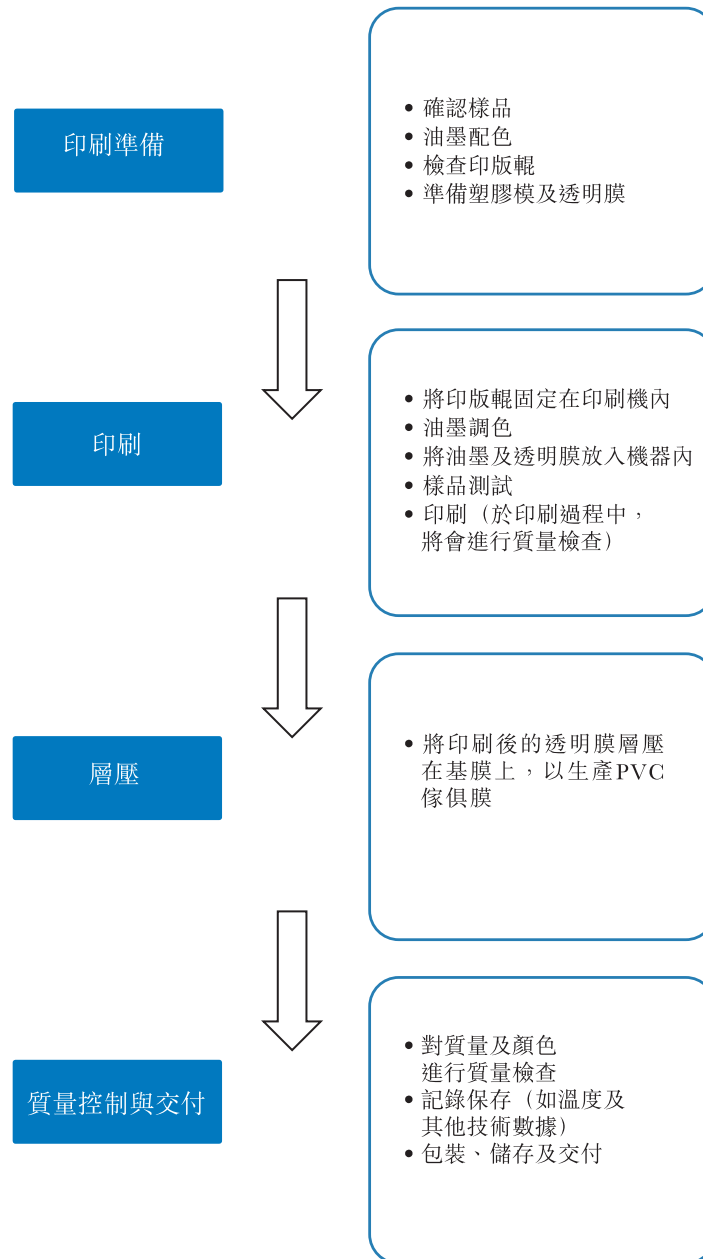 印刷準備
• 確認樣品
• 油墨配色
• 檢查印版輥
• 準備塑膠模及透明膜
印刷
• 將印版輥固定在印刷機內
• 油墨調色
• 將油墨及透明膜放入機器內
• 樣品測試
• 印刷（於印刷過程中，
將會進行質量檢查）
層壓
• 將印刷後的透明膜層壓
在基膜上，以生產PVC
傢俱膜
質量控制與交付
• 對質量及顏色
進行質量檢查
• 記錄保存（如溫度及
其他技術數據）
• 包裝、儲存及交付